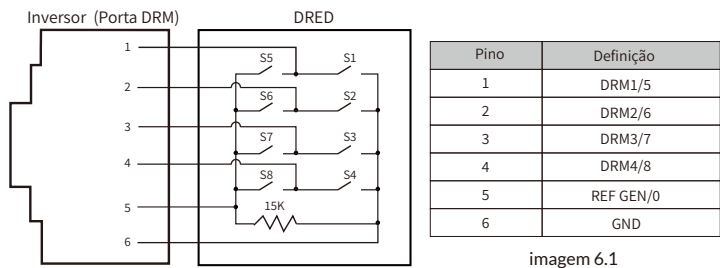 Inversor (Porta DRM)
DRED
1
2
3
4
5
6
S5
S1
S6
S2
S7
S3
S8
S4
15K
Pino Definição
1 DRM1/5
2 DRM2/6
3 DRM3/7
4 DRM4/8
5 REF GEN/0
6 GND
imagem 6.1